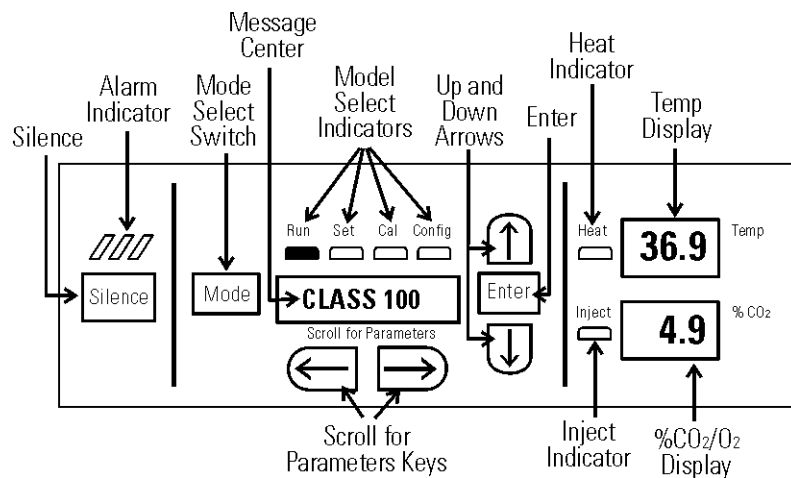 Message
Center
Alarm
Indicator
Mode
Select
Switch
Model
Select
Indicators
Up and
Down
Arrows
Enter
Heat
Indicator
Temp
Display
Silence
Run
Set
Cal
Config
Heat
36.9
Temp
Silence
Mode
CLASS 100
Enter
Inject
4.9
% CO₂
Scroll for Parameters
Scroll for
Parameters Keys
Inject
Indicator
%CO₂/O₂
Display